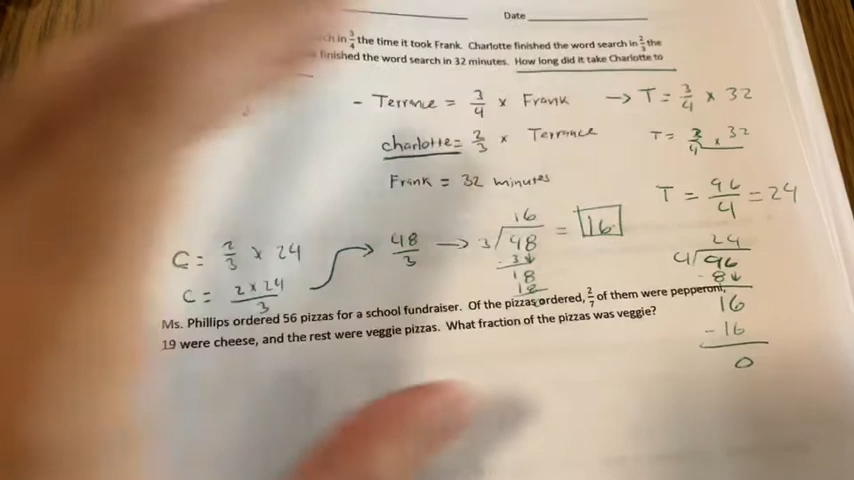 Date
in 3/4 the time it took Frank. Charlotte finished the word search in 2/3 the
finished the word search in 32 minutes. How long did it take Charlotte to
- Terrance = 3/4 x Frank → T = 3/4 x 32
charlotte = 2/3 x Terrance T = 3/4 x 32
Frank = 32 minutes T = 96/4 = 24
C = 2/3 x 24 48/3 → 3)48 16 = 16
- 3
18
18
C = 2 x 24/3
4)96 24
- 8
16
- 16
0
Ms. Phillips ordered 56 pizzas for a school fundraiser. Of the pizzas ordered, 2/7 of them were pepperoni,
19 were cheese, and the rest were veggie pizzas. What fraction of the pizzas was veggie?